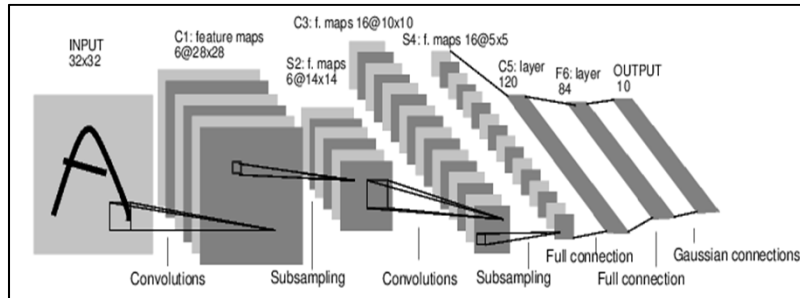 INPUT
32x32
C1: feature maps
6@28x28
S2: f. maps
6@14x14
C3: f. maps 16@10x10
S4: f. maps 16@5x5
C5: layer
120
F6: layer
84
OUTPUT
10
Convolutions
Subsampling
Convolutions
Subsampling
Full connection
Full connection
Gaussian connections